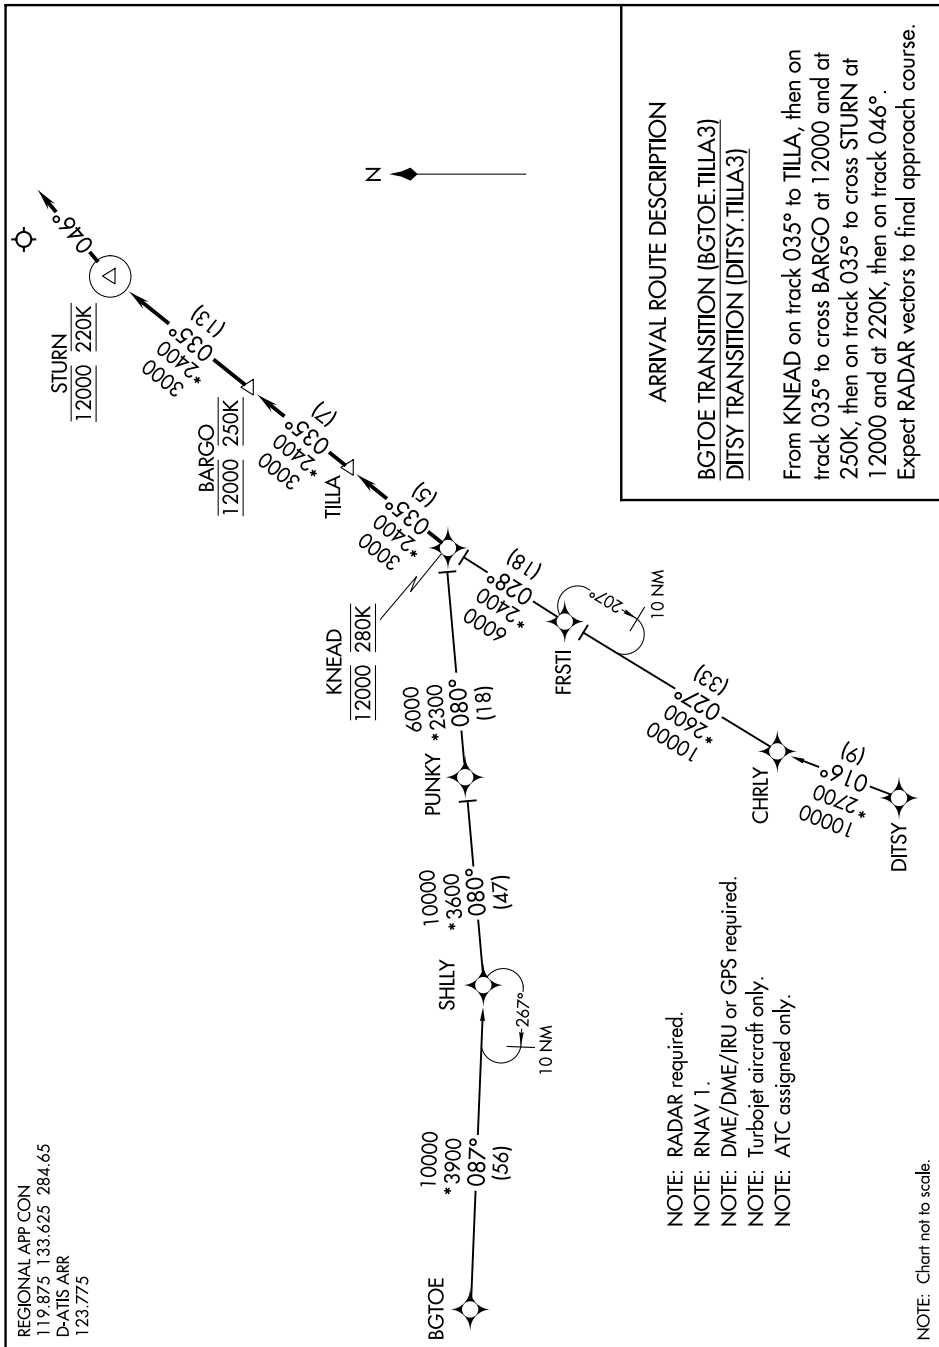 REGIONAL APP CON
119.875 133.625 284.65
D-ATIS ARR
123.775
BGTOE
10000
*3900
087°
(56)
SHLLY
267°
10 NM
10000
*3600
080°
(47)
PUNKY
6000
*2300
080°
(18)
KNEAD
12000 280K
DITSY
10000
*2700
016°
(9)
CHRLY
10000
*2600
027°
(33)
FRSTI
207°
10 NM
6000
*2400
028°
(18)
3000
*2400
035°
(5)
TILLA
3000
*2400
035°
(7)
BARGO
12000 250K
3000
*2400
035°
(13)
STURN
12000 220K
046°
N
NOTE: RADAR required.
NOTE: RNAV 1.
NOTE: DME/DME/IRU or GPS required.
NOTE: Turbojet aircraft only.
NOTE: ATC assigned only.
ARRIVAL ROUTE DESCRIPTION
BGTOE TRANSITION (BGTOE.TILLA3)
DITSY TRANSITION (DITSY.TILLA3)
From KNEAD on track 035° to TILLA, then on
track 035° to cross BARGO at 12000 and at
250K, then on track 035° to cross STURN at
12000 and at 220K, then on track 046°.
Expect RADAR vectors to final approach course.
NOTE: Chart not to scale.